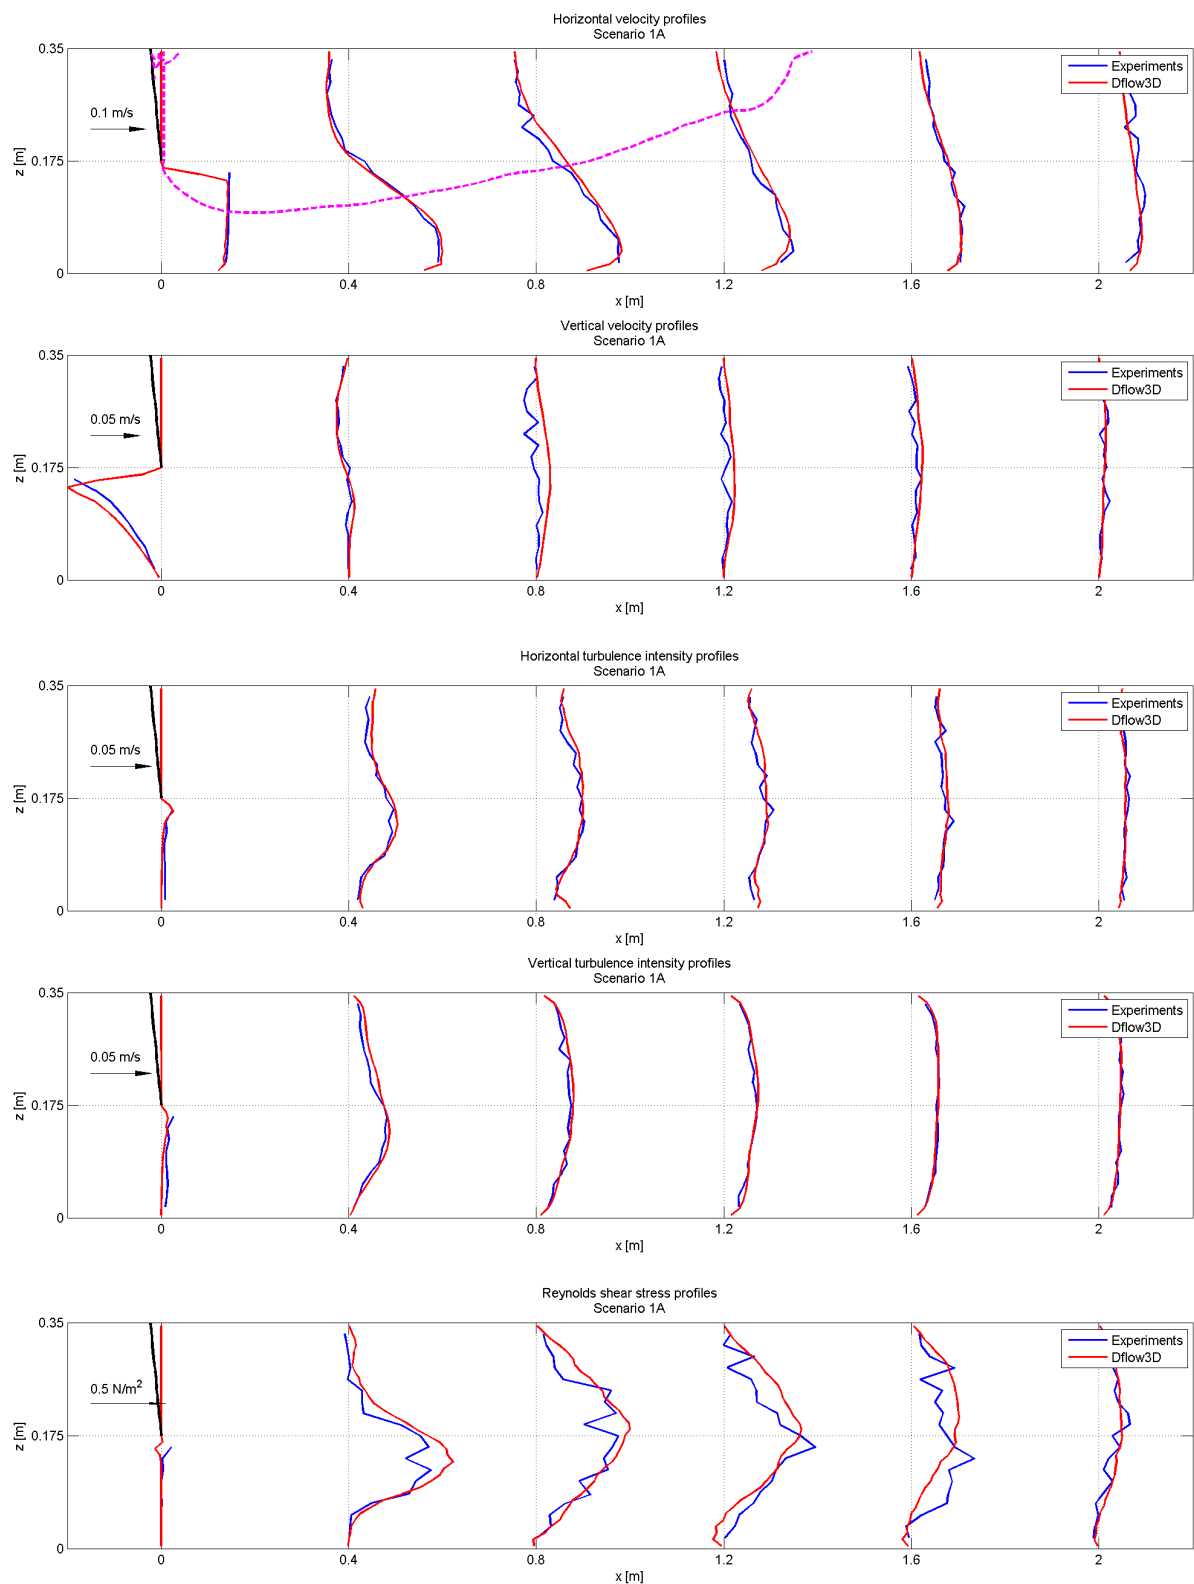 Horizontal velocity profiles
Scenario 1A
0.35
0.175
0
z [m]
0.1 m/s
Experiments
Dflow3D
0 0.4 0.8 1.2 1.6 2
x [m]
Vertical velocity profiles
Scenario 1A
0.35
0.175
0
z [m]
0.05 m/s
Experiments
Dflow3D
0 0.4 0.8 1.2 1.6 2
x [m]
Horizontal turbulence intensity profiles
Scenario 1A
0.35
0.175
0
z [m]
0.05 m/s
Experiments
Dflow3D
0 0.4 0.8 1.2 1.6 2
x [m]
Vertical turbulence intensity profiles
Scenario 1A
0.35
0.175
0
z [m]
0.05 m/s
Experiments
Dflow3D
0 0.4 0.8 1.2 1.6 2
x [m]
Reynolds shear stress profiles
Scenario 1A
0.35
0.175
0
z [m]
0.5 N/m²
Experiments
Dflow3D
0 0.4 0.8 1.2 1.6 2
x [m]